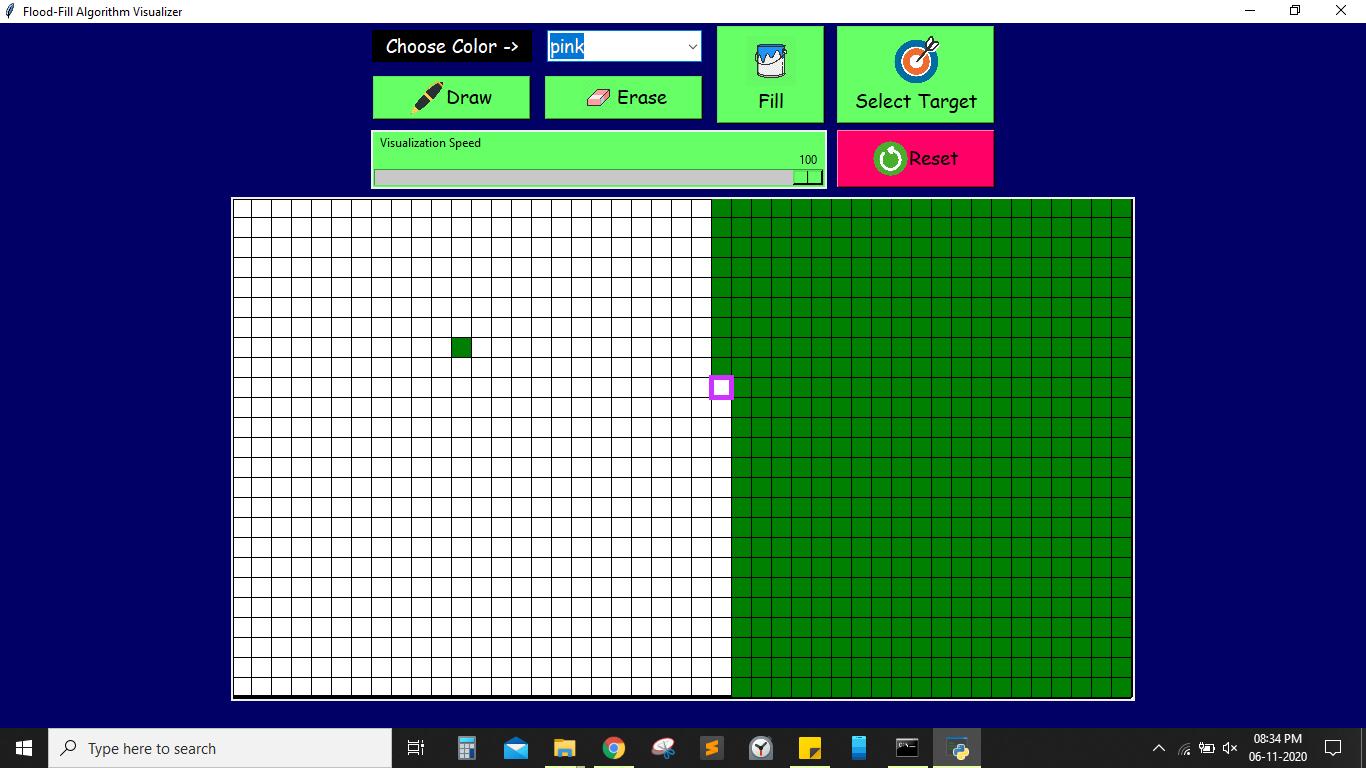 Flood-Fill Algorithm Visualizer
Choose Color ->
pink
Draw
Erase
Fill
Select Target
Visualization Speed
100
Reset
Type here to search
08:34 PM
06-11-2020